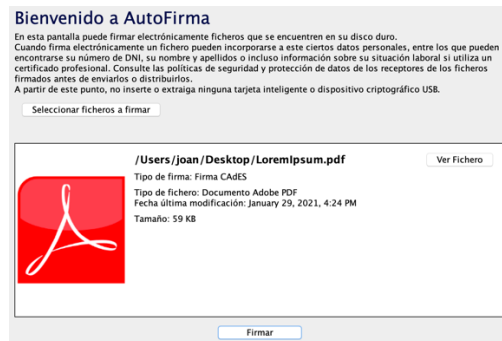 Bienvenido a AutoFirma
En esta pantalla puede firmar electrónicamente ficheros que se encuentren en su disco duro.
Cuando firma electrónicamente un fichero pueden incorporarse a este ciertos datos personales, entre los que pueden
encontrarse su número de DNI, su nombre y apellidos o incluso información sobre su situación laboral si utiliza un
certificado profesional. Consulte las políticas de seguridad y protección de datos de los receptores de los ficheros
firmados antes de enviarlos o distribuirlos.
A partir de este punto, no inserte o extraiga ninguna tarjeta inteligente o dispositivo criptográfico USB.
Seleccionar ficheros a firmar
/Users/joan/Desktop/LoremIpsum.pdf
Ver Fichero
Tipo de firma: Firma CAdES
Tipo de fichero: Documento Adobe PDF
Fecha última modificación: January 29, 2021, 4:24 PM
Tamaño: 59 KB
Firmar